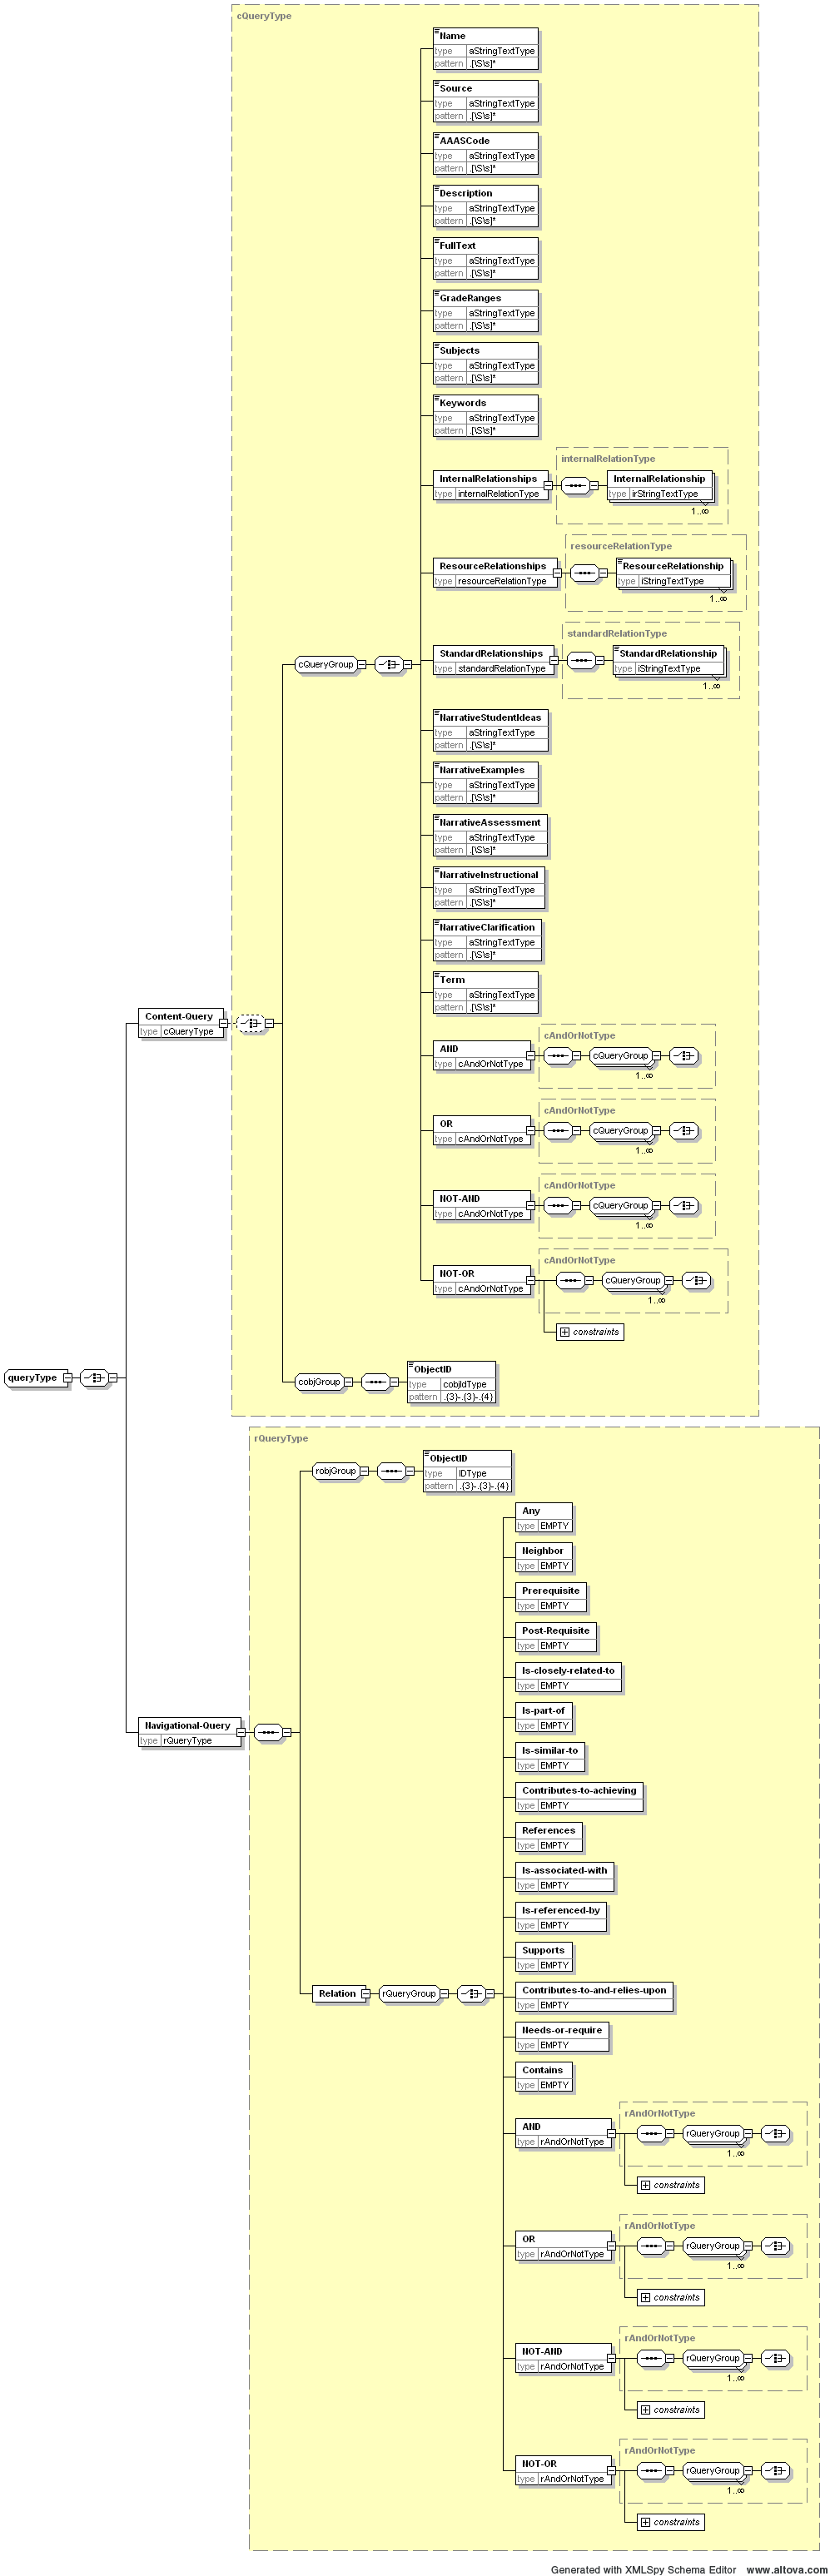 cQueryType
Name
type aStringTextType
pattern .[\S\s]*
Source
type aStringTextType
pattern .[\S\s]*
AAASCode
type aStringTextType
pattern .[\S\s]*
Description
type aStringTextType
pattern .[\S\s]*
FullText
type aStringTextType
pattern .[\S\s]*
GradeRanges
type aStringTextType
pattern .[\S\s]*
Subjects
type aStringTextType
pattern .[\S\s]*
Keywords
type aStringTextType
pattern .[\S\s]*
InternalRelationships
type internalRelationType
internalRelationType
InternalRelationship
type irStringTextType
1..∞
ResourceRelationships
type resourceRelationType
resourceRelationType
ResourceRelationship
type iStringTextType
1..∞
cQueryGroup
StandardRelationships
type standardRelationType
standardRelationType
StandardRelationship
type iStringTextType
1..∞
NarrativeStudentIdeas
type aStringTextType
pattern .[\S\s]*
NarrativeExamples
type aStringTextType
pattern .[\S\s]*
NarrativeAssessment
type aStringTextType
pattern .[\S\s]*
NarrativeInstructional
type aStringTextType
pattern .[\S\s]*
NarrativeClarification
type aStringTextType
pattern .[\S\s]*
Term
type aStringTextType
pattern .[\S\s]*
Content-Query
type cQueryType
AND
type cAndOrNotType
cAndOrNotType
cQueryGroup
1..∞
OR
type cAndOrNotType
cAndOrNotType
cQueryGroup
1..∞
NOT-AND
type cAndOrNotType
cAndOrNotType
cQueryGroup
1..∞
NOT-OR
type cAndOrNotType
cAndOrNotType
cQueryGroup
1..∞
constraints
queryType
cobjGroup
ObjectID
type cobjIdType
pattern .{3}-.{3}-.{4}
rQueryType
robjGroup
ObjectID
type IDType
pattern .{3}-.{3}-.{4}
Any
type EMPTY
Neighbor
type EMPTY
Prerequisite
type EMPTY
Post-Requisite
type EMPTY
Is-closely-related-to
type EMPTY
Is-part-of
type EMPTY
Navigational-Query
type rQueryType
Is-similar-to
type EMPTY
Contributes-to-achieving
type EMPTY
References
type EMPTY
Is-associated-with
type EMPTY
Is-referenced-by
type EMPTY
Supports
type EMPTY
Relation
rQueryGroup
Contributes-to-and-relies-upon
type EMPTY
Needs-or-require
type EMPTY
Contains
type EMPTY
AND
type rAndOrNotType
rAndOrNotType
rQueryGroup
1..∞
constraints
OR
type rAndOrNotType
rAndOrNotType
rQueryGroup
1..∞
constraints
NOT-AND
type rAndOrNotType
rAndOrNotType
rQueryGroup
1..∞
constraints
NOT-OR
type rAndOrNotType
rAndOrNotType
rQueryGroup
1..∞
constraints
Generated with XMLSpy Schema Editor www.altova.com